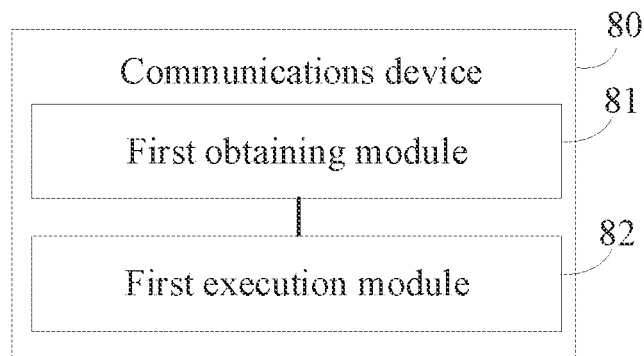 80
Communications device
81
First obtaining module
82
First execution module